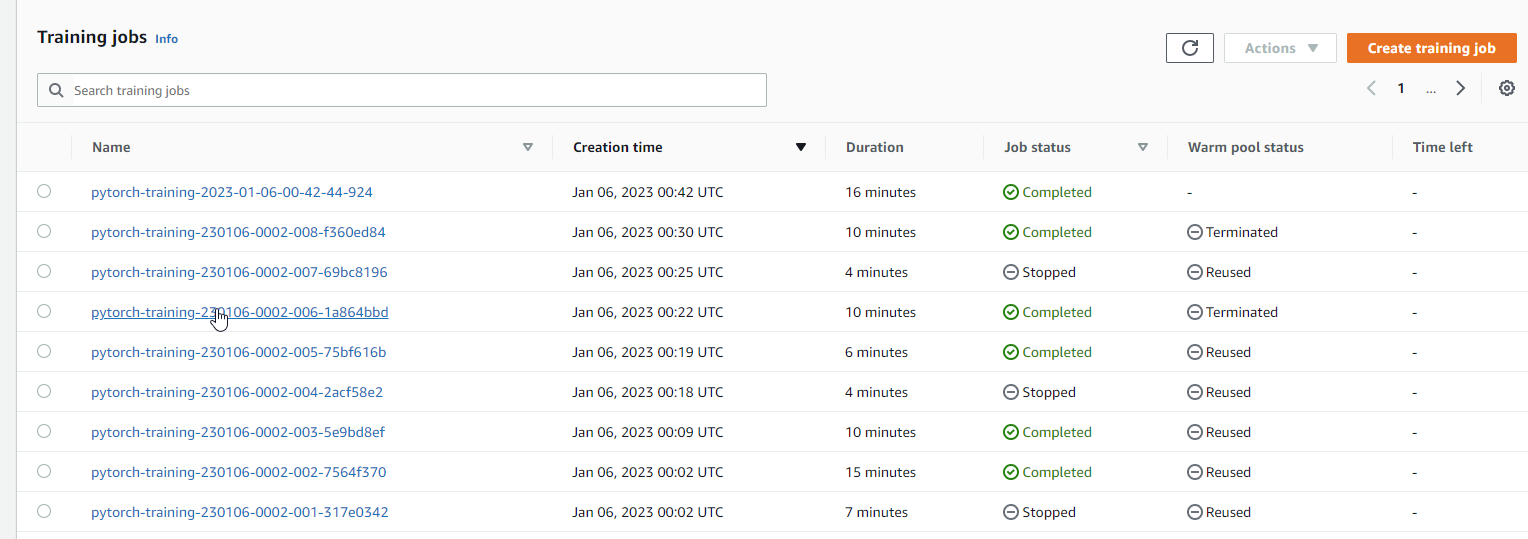 Training jobs Info
Actions Create training job
Search training jobs
1 ...
Name Creation time Duration Job status Warm pool status Time left
pytorch-training-2023-01-06-00-42-44-924 Jan 06, 2023 00:42 UTC 16 minutes Completed - -
pytorch-training-230106-0002-008-f360ed84 Jan 06, 2023 00:30 UTC 10 minutes Completed Terminated -
pytorch-training-230106-0002-007-69bc8196 Jan 06, 2023 00:25 UTC 4 minutes Stopped Reused -
pytorch-training-230106-0002-006-1a864bbd Jan 06, 2023 00:22 UTC 10 minutes Completed Terminated -
pytorch-training-230106-0002-005-75bf616b Jan 06, 2023 00:19 UTC 6 minutes Completed Reused -
pytorch-training-230106-0002-004-2acf58e2 Jan 06, 2023 00:18 UTC 4 minutes Stopped Reused -
pytorch-training-230106-0002-003-5e9bd8ef Jan 06, 2023 00:09 UTC 10 minutes Completed Reused -
pytorch-training-230106-0002-002-7564f370 Jan 06, 2023 00:02 UTC 15 minutes Completed Reused -
pytorch-training-230106-0002-001-317e0342 Jan 06, 2023 00:02 UTC 7 minutes Stopped Reused -